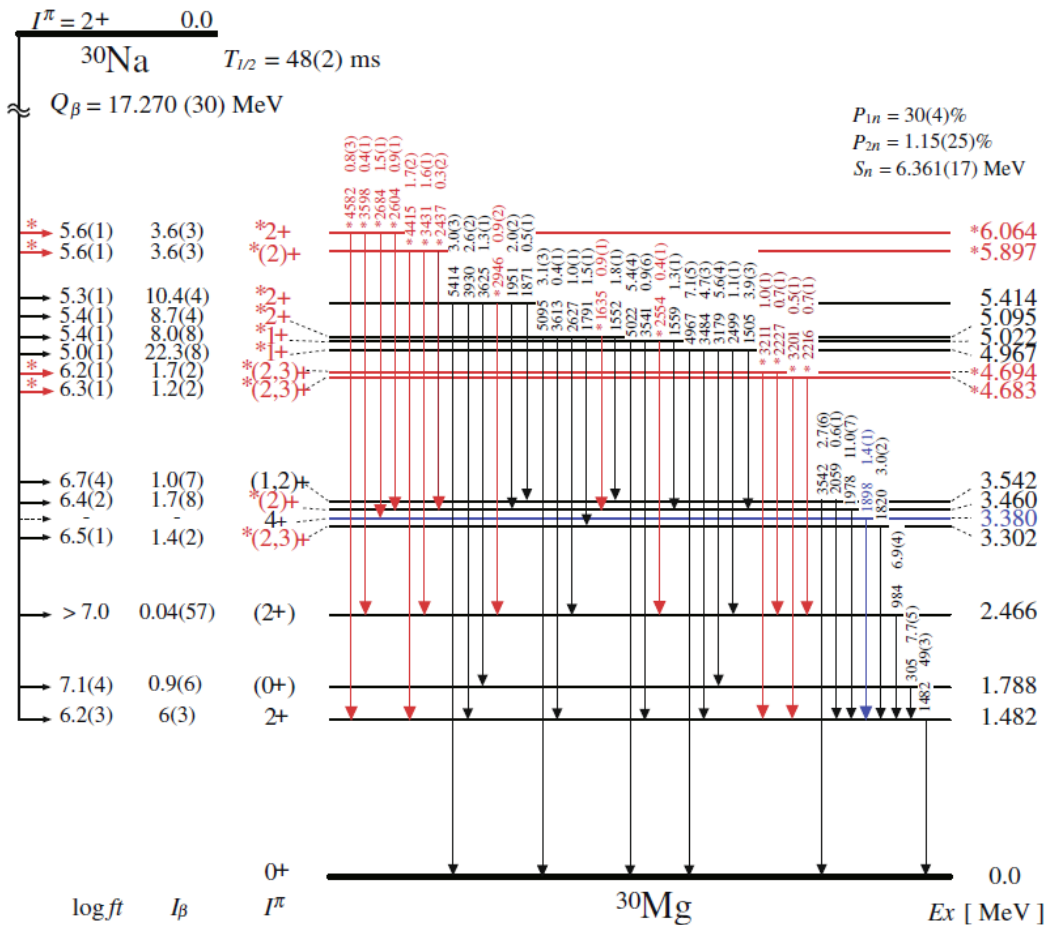 I^π = 2+ 0.0
³⁰Na T_{1/2} = 48(2) ms
Q_β = 17.270 (30) MeV
P_{1n} = 30(4)%
P_{2n} = 1.15(25)%
S_n = 6.361(17) MeV
*4582 0.8(3)
*3598 0.4(1)
*2684 1.5(1)
*2604 0.9(1)
*4415 1.7(2)
*3431 1.6(1)
*2437 0.3(2)
5414 3.0(3)
3930 2.6(2)
3625 1.3(1)
*2946 0.9(2)
1951 2.0(2)
1871 0.5(1)
5095 3.1(3)
3613 0.4(1)
2627 1.0(1)
1791 1.5(1)
*1635 0.9(1)
1552 1.8(1)
5022 5.4(4)
3541 0.9(6)
*2554 0.4(1)
1559 1.3(1)
4967 7.1(5)
3484 4.7(3)
3179 5.6(4)
2499 1.1(1)
1505 3.9(3)
*3211 1.0(1)
*2227 0.7(1)
*3201 0.5(1)
*2216 0.7(1)
3542 2.7(6)
2059 0.6(1)
1978 11.0(7)
1898 1.4(1)
1820 3.0(2)
984 6.9(4)
305 7.7(5)
1482 49(3)
* 5.6(1) 3.6(3) *2+ *6.064
* 5.6(1) 3.6(3) *(2)+ *5.897
5.3(1) 10.4(4) *2+ 5.414
5.4(1) 8.7(4) *2+ 5.095
5.4(1) 8.0(8) *1+ 5.022
5.0(1) 22.3(8) *1+ 4.967
* 6.2(1) 1.7(2) *(2,3)+ *4.694
* 6.3(1) 1.2(2) *(2,3)+ *4.683
6.7(4) 1.0(7) (1,2)+ 3.542
6.4(2) 1.7(8) *(2)+ 3.460
- - 4+ 3.380
6.5(1) 1.4(2) *(2,3)+ 3.302
> 7.0 0.04(57) (2+) 2.466
7.1(4) 0.9(6) (0+) 1.788
6.2(3) 6(3) 2+ 1.482
0+ 0.0
log ft I_β I^π ³⁰Mg Ex [ MeV ]